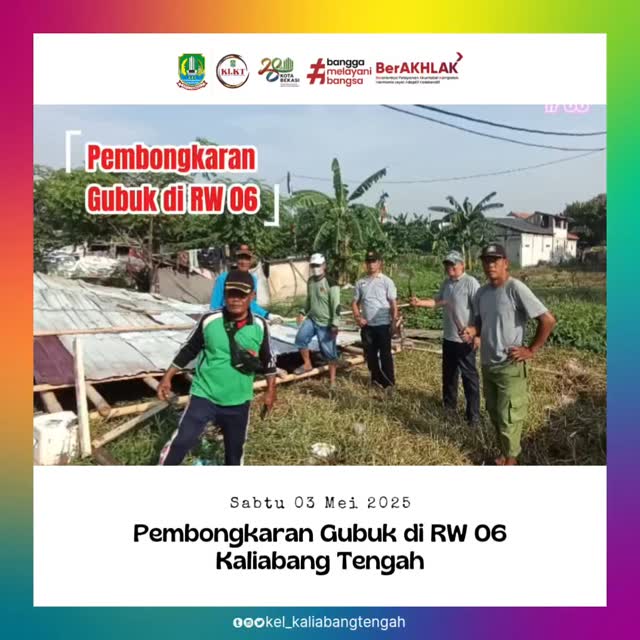 KLKT
28 KOTA BEKASI
#bangga melayani bangsa
BerAKHLAK
Pembongkaran
Gubuk di RW 06
Sabtu 03 Mei 2025
Pembongkaran Gubuk di RW 06
Kaliabang Tengah
kel_kaliabangtengah